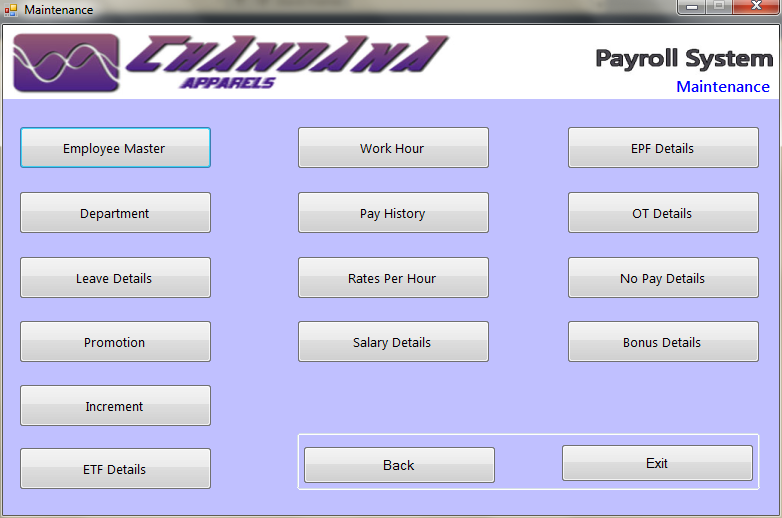 Maintenance
CHANDANA
APPARELS
Payroll System
Maintenance
Employee Master
Work Hour
EPF Details
Department
Pay History
OT Details
Leave Details
Rates Per Hour
No Pay Details
Promotion
Salary Details
Bonus Details
Increment
ETF Details
Back
Exit